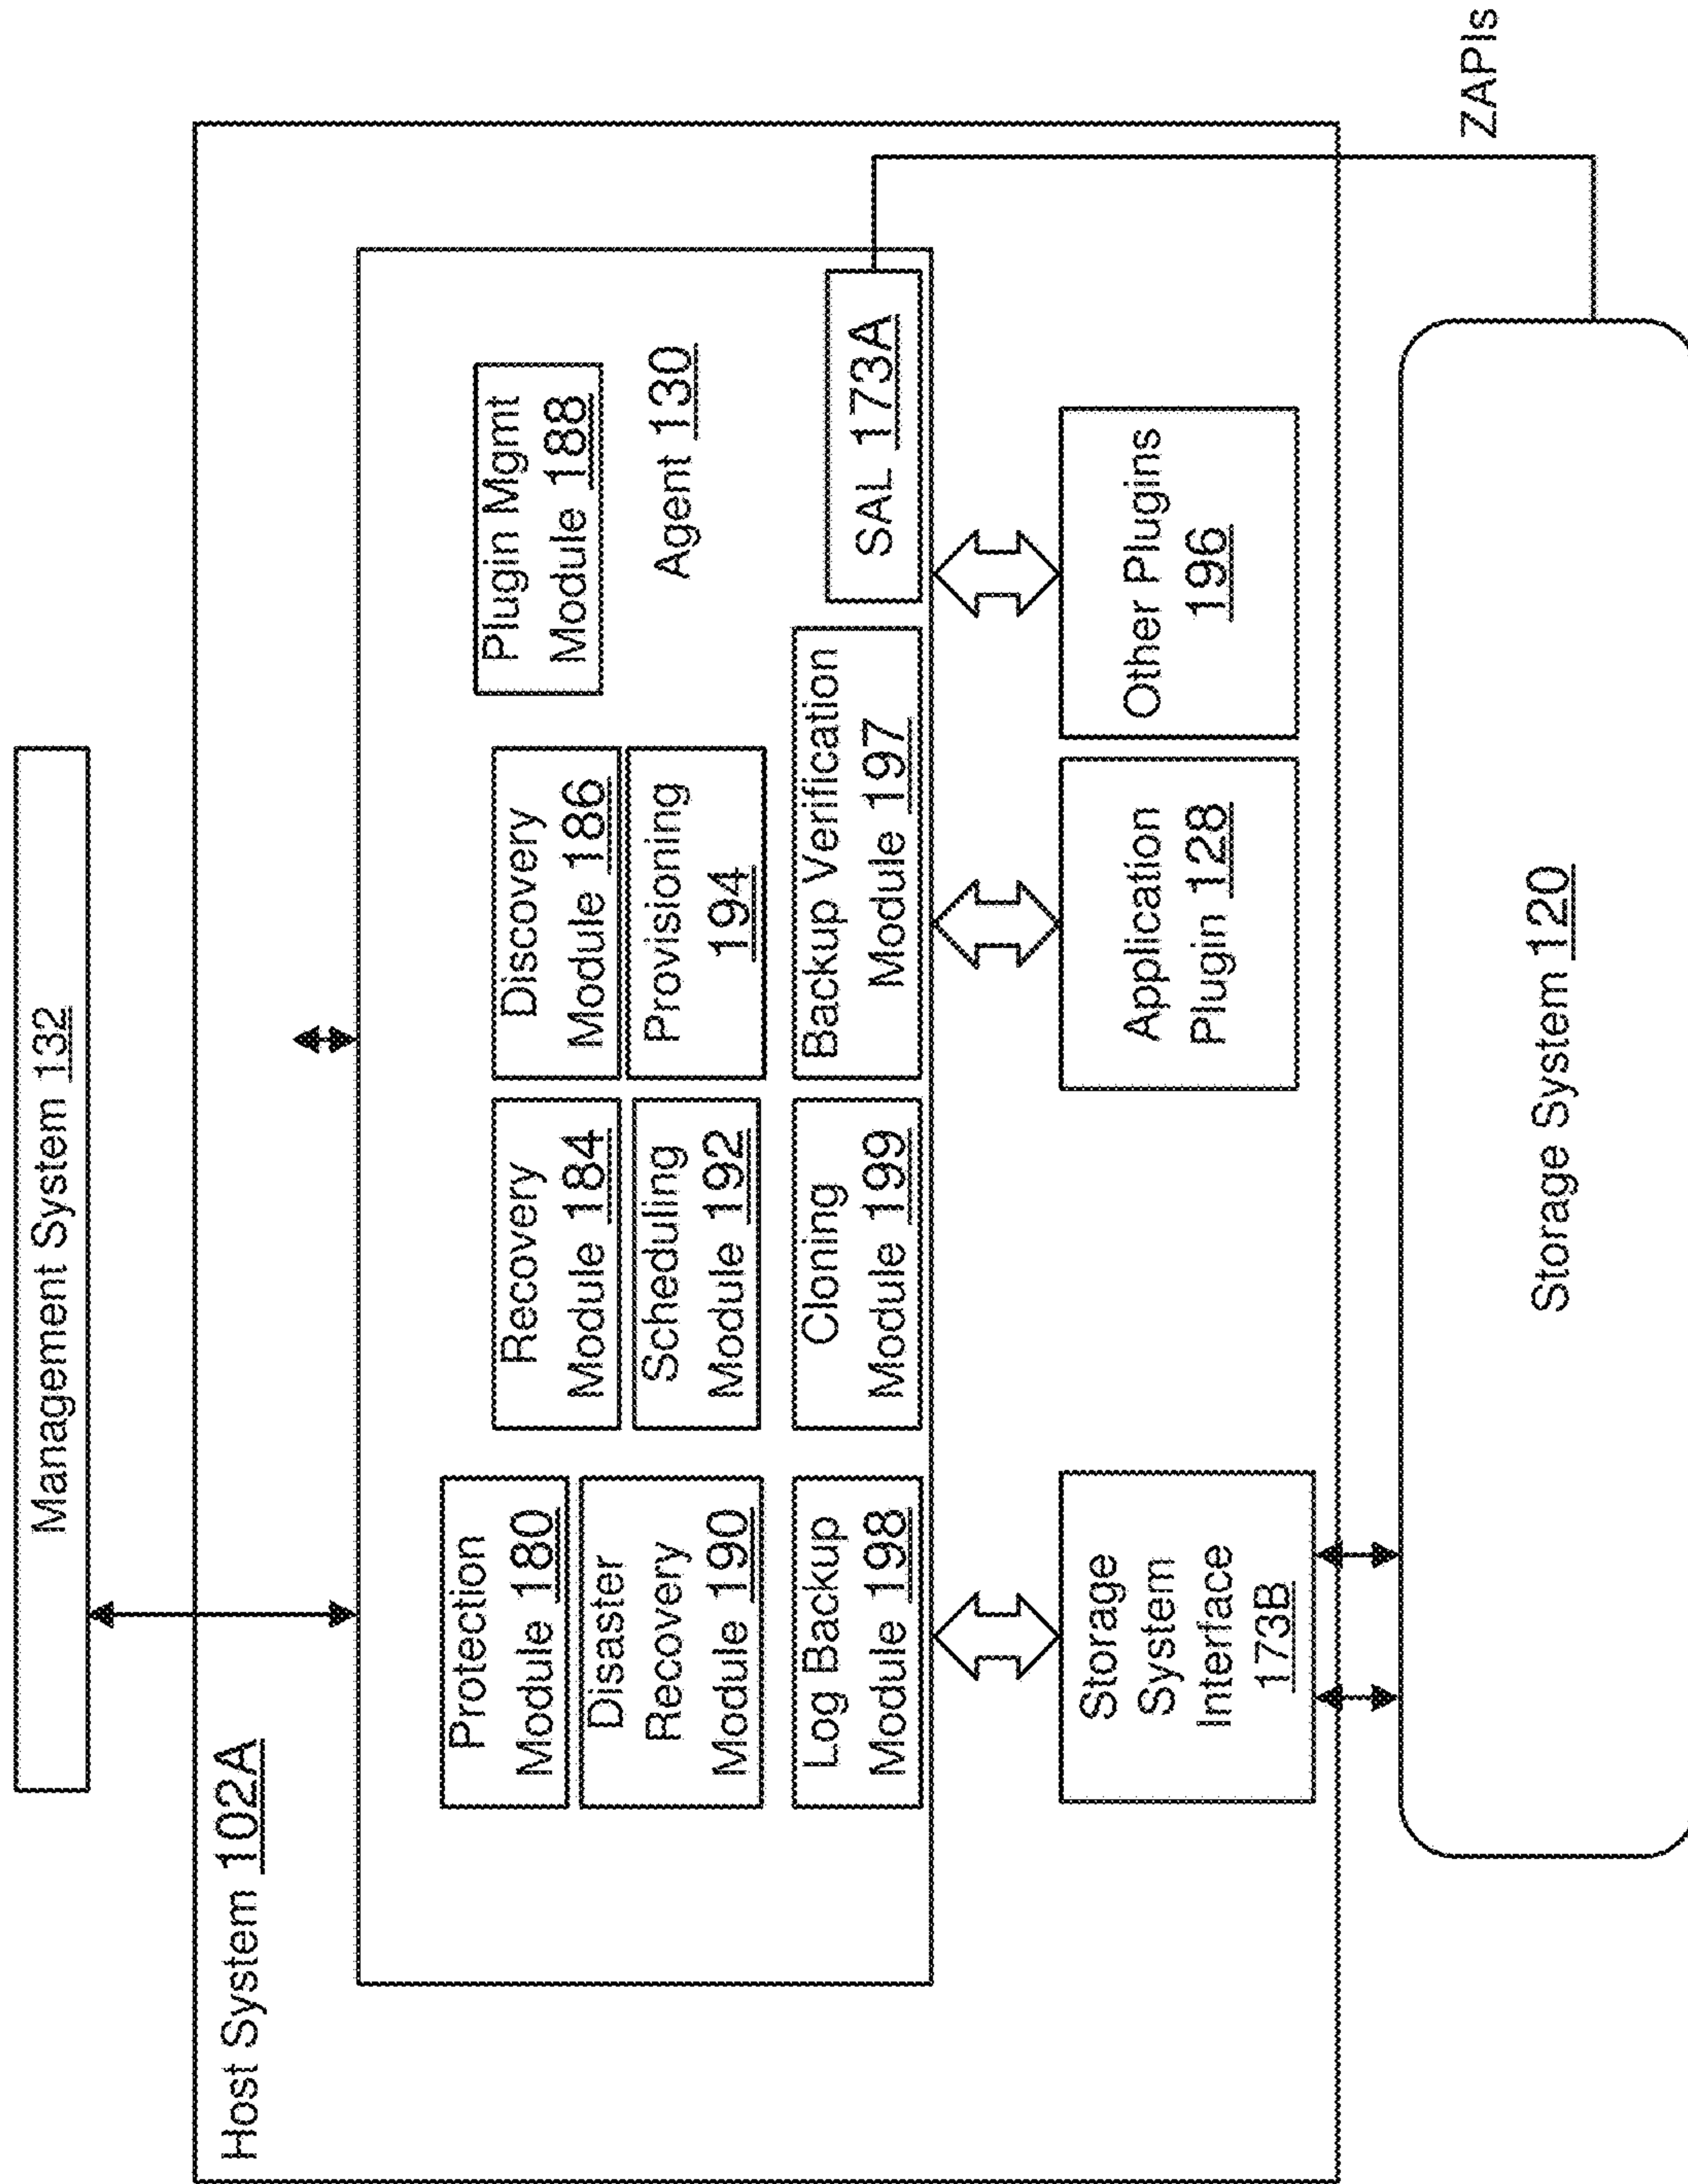 Management System 132
Host System 102A
Protection
Module 180
Disaster
Recovery
Module 190
Log Backup
Module 198
Recovery
Module 184
Scheduling
Module 192
Cloning
Module 199
Discovery
Module 186
Provisioning
194
Backup Verification
Module 197
Plugin Mgmt
Module 188
Agent 130
SAL 173A
Storage
System
Interface
173B
Application
Plugin 128
Other Plugins
196
ZAPIs
Storage System 120